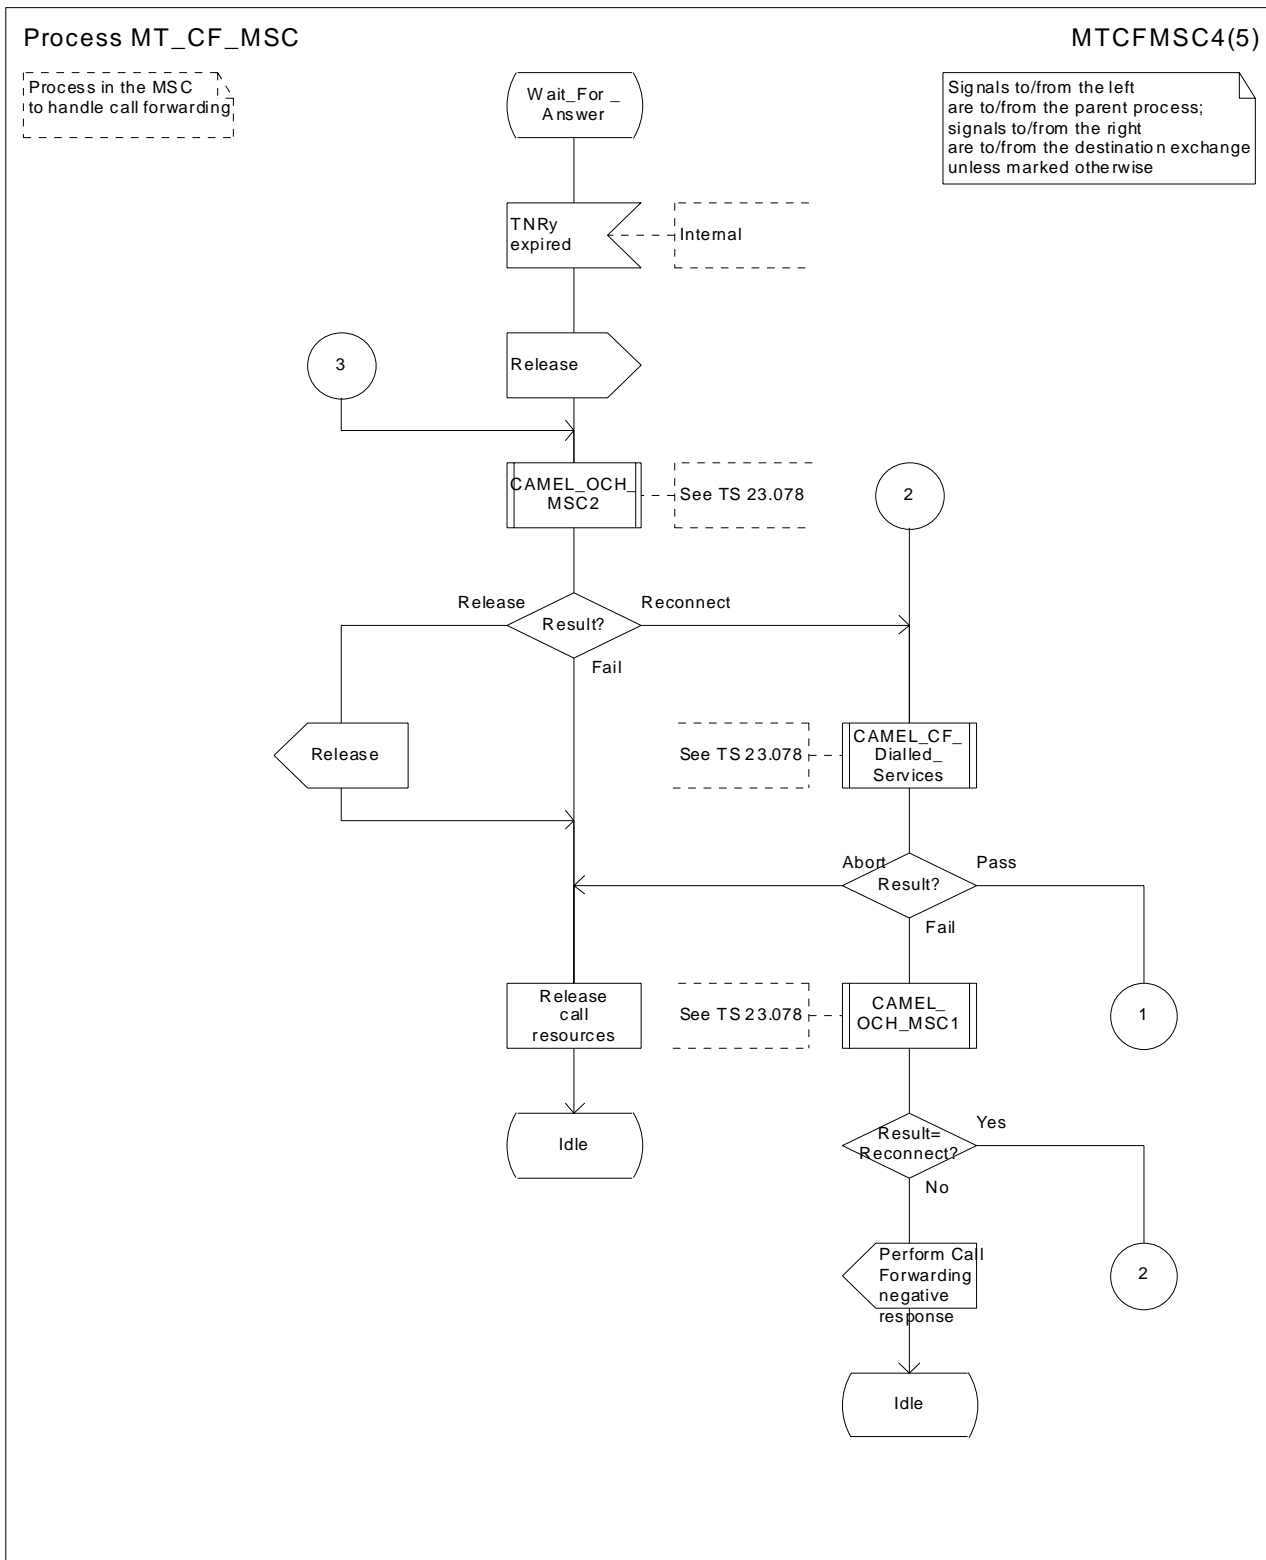 Process MT_CF_MSC
MTCFMSC4(5)
Process in the MSC
to handle call forwarding
Signals to/from the left
are to/from the parent process;
signals to/from the right
are to/from the destination exchange
unless marked otherwise
Wait_For_
Answer
TNRy
expired
Internal
3
Release
CAMEL_OCH_
MSC2
See TS 23.078
2
Release
Result?
Reconnect
Fail
Release
See TS 23.078
CAMEL_CF_
Dialled_
Services
Abort
Result?
Pass
Fail
Release
call
resources
See TS 23.078
CAMEL_
OCH_MSC1
1
Idle
Result=
Reconnect?
Yes
No
Perform Call
Forwarding
negative
response
2
Idle